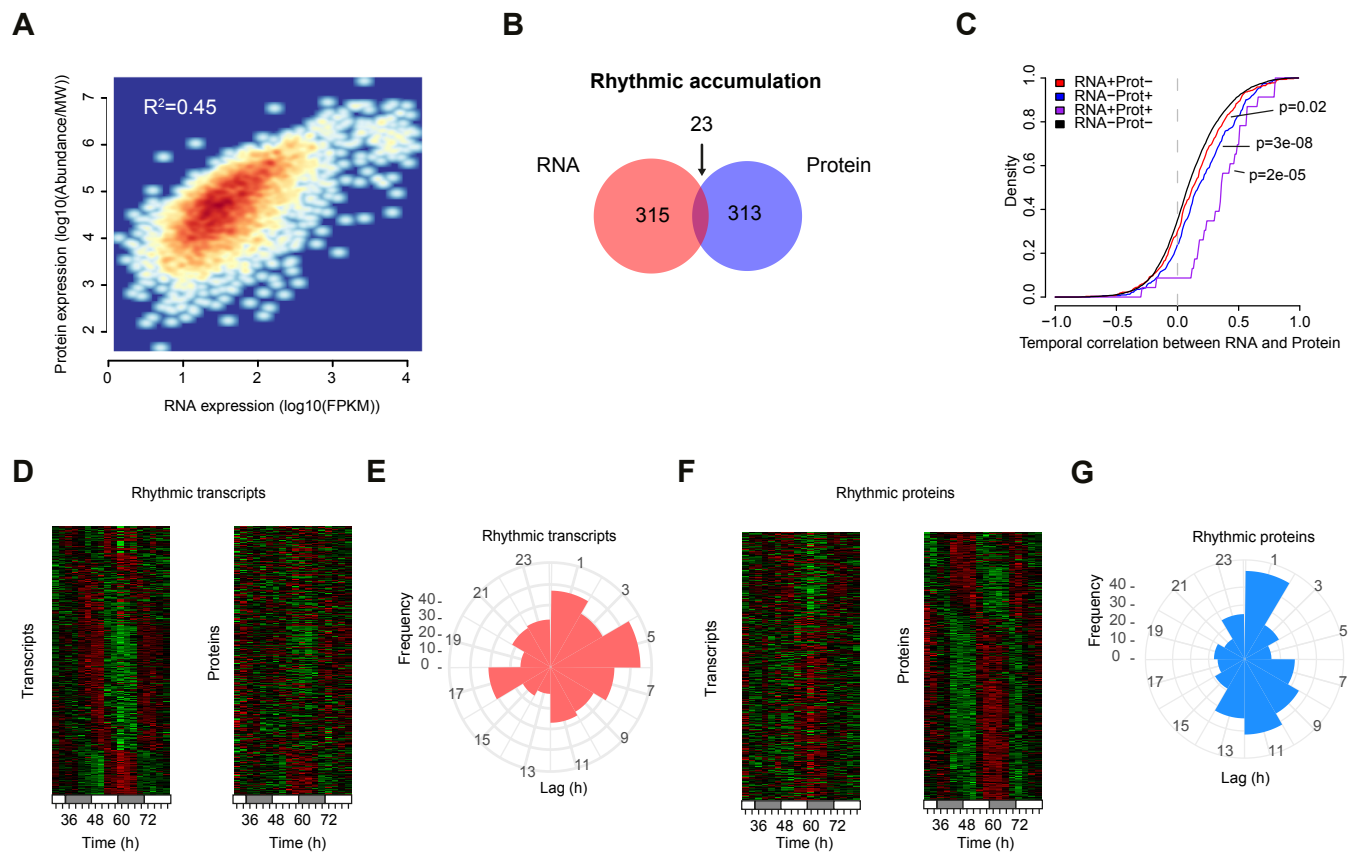 A
B
C
Protein expression (log10(Abundance/MW))
7
6
5
4
3
2
R²=0.45
0 1 2 3 4
RNA expression (log10(FPKM))
Rhythmic accumulation
23
RNA
Protein
315
313
Density
1.0
0.8
0.6
0.4
0.2
0.0
RNA+Prot−
RNA−Prot+
RNA+Prot+
RNA−Prot−
p=0.02
p=3e-08
p=2e-05
−1.0 −0.5 0.0 0.5 1.0
Temporal correlation between RNA and Protein
D
E
F
G
Rhythmic transcripts
Transcripts
Proteins
36 48 60 72
Time (h)
36 48 60 72
Time (h)
Rhythmic transcripts
Frequency
40
30
20
10
0
23
1
21
3
19
5
17
7
15
9
13
11
Lag (h)
Rhythmic proteins
Transcripts
Proteins
36 48 60 72
Time (h)
36 48 60 72
Time (h)
Rhythmic proteins
Frequency
40
30
20
10
0
23
1
21
3
19
5
17
7
15
9
13
11
Lag (h)